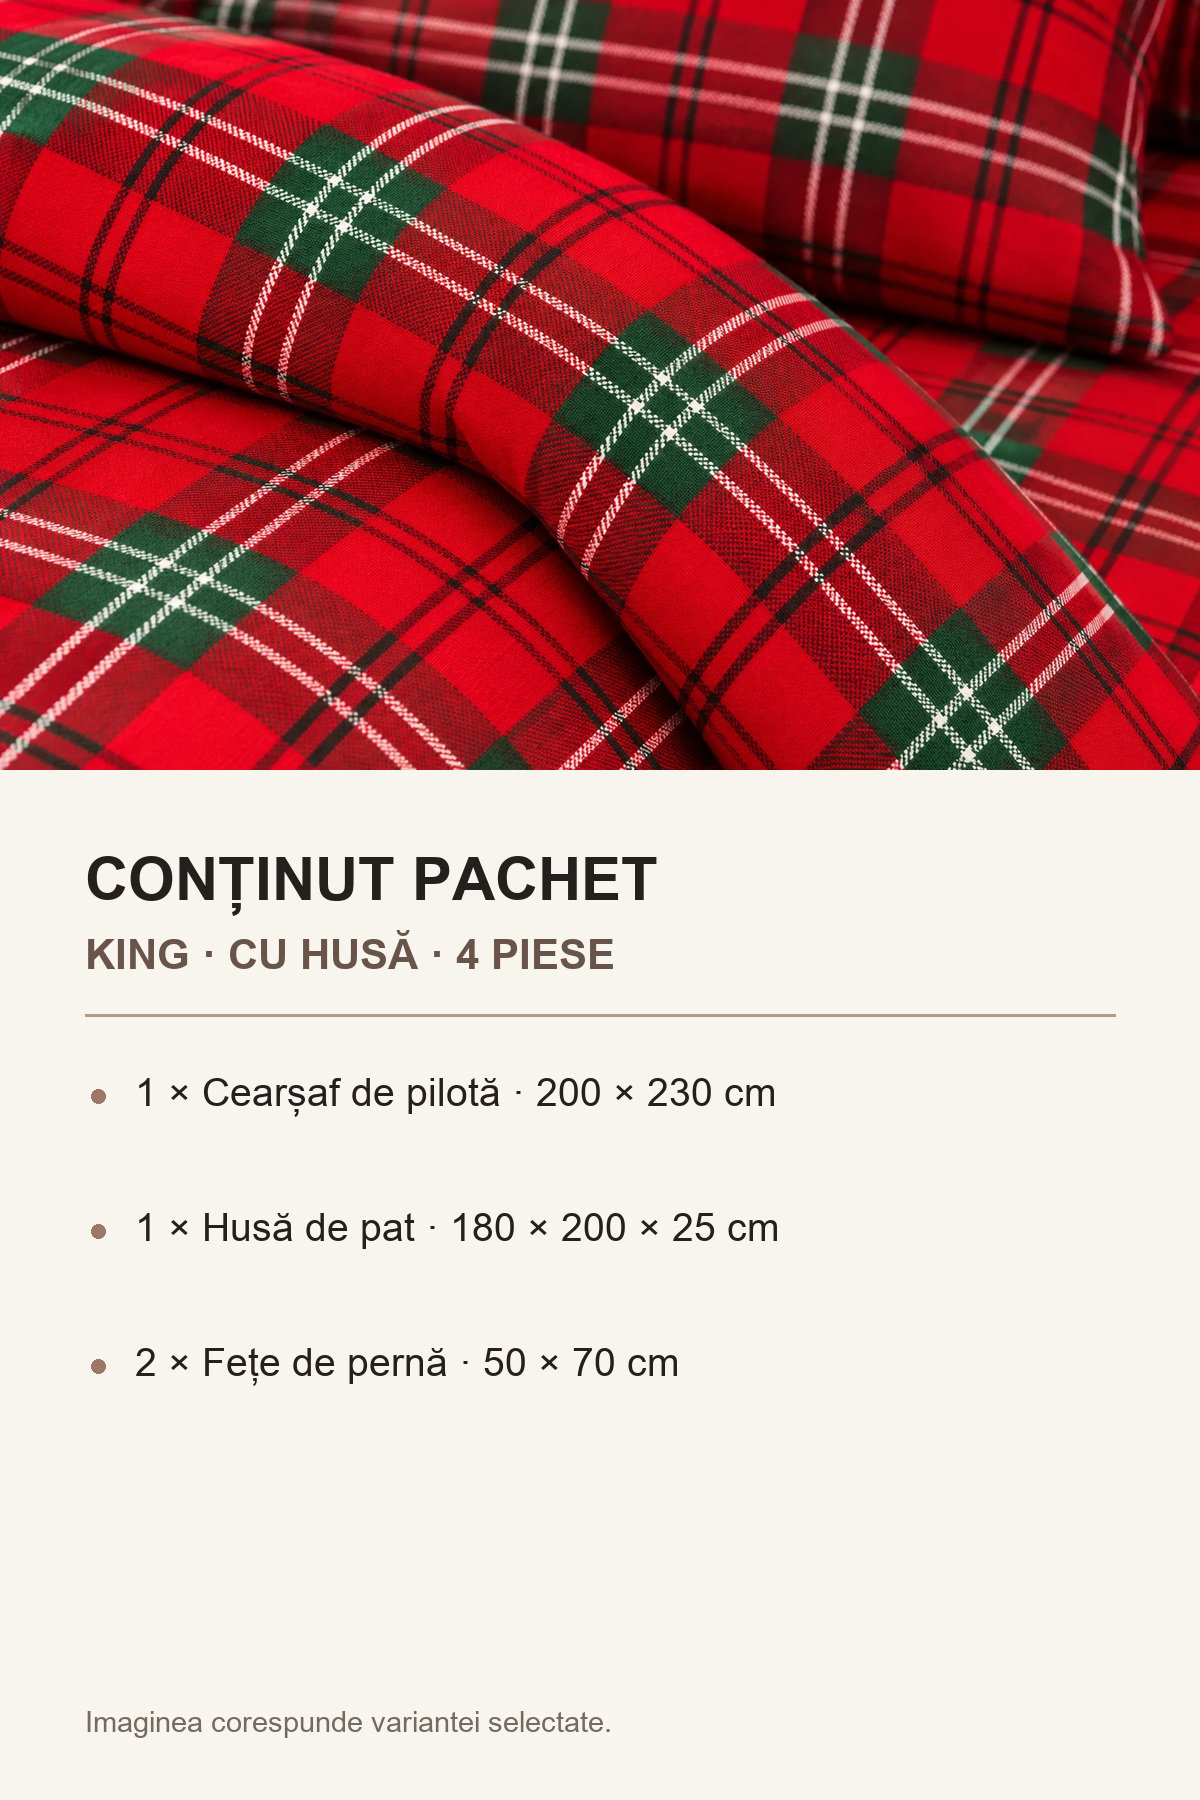 CONȚINUT PACHET
KING · CU HUSĂ · 4 PIESE
1 × Cearșaf de pilotă · 200 × 230 cm
1 × Husă de pat · 180 × 200 × 25 cm
2 × Fețe de pernă · 50 × 70 cm
Imaginea corespunde variantei selectate.